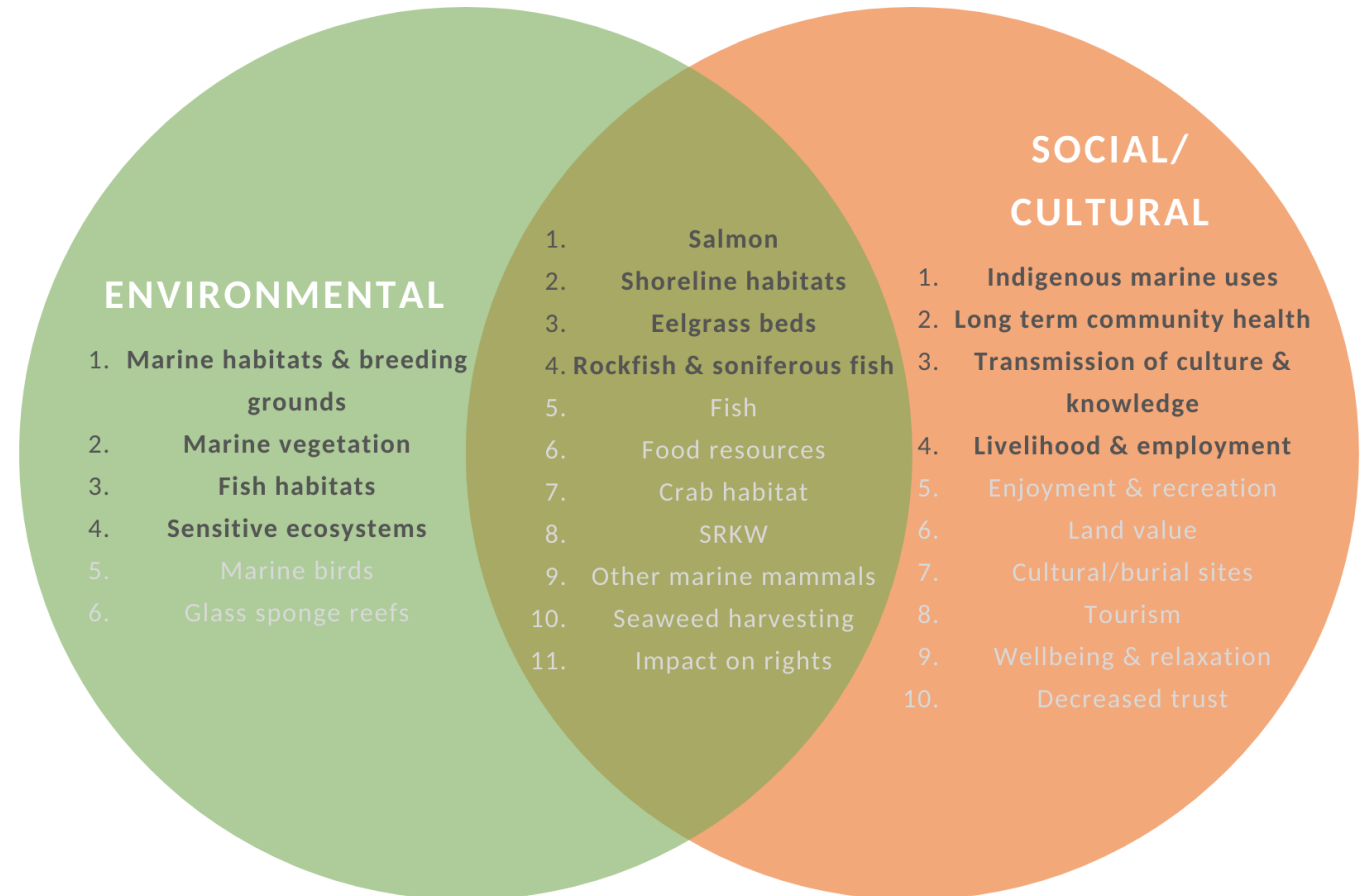 ENVIRONMENTAL
1. Marine habitats & breeding
grounds
2. Marine vegetation
3. Fish habitats
4. Sensitive ecosystems
5. Marine birds
6. Glass sponge reefs
1. Salmon
2. Shoreline habitats
3. Eelgrass beds
4. Rockfish & soniferous fish
5. Fish
6. Food resources
7. Crab habitat
8. SRKW
9. Other marine mammals
10. Seaweed harvesting
11. Impact on rights
SOCIAL/
CULTURAL
1. Indigenous marine uses
2. Long term community health
3. Transmission of culture &
knowledge
4. Livelihood & employment
5. Enjoyment & recreation
6. Land value
7. Cultural/burial sites
8. Tourism
9. Wellbeing & relaxation
10. Decreased trust